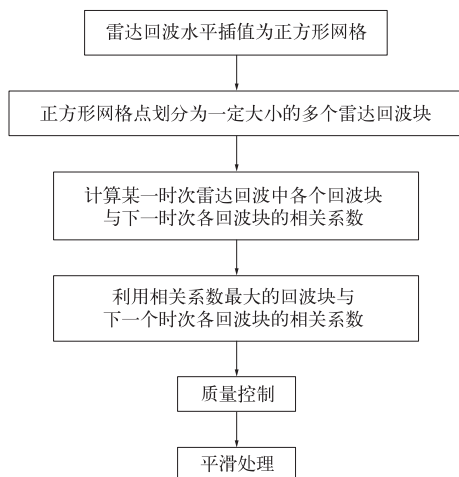 雷达回波水平插值为正方形网格
正方形网格点划分为一定大小的多个雷达回波块
计算某一时次雷达回波中各个回波块
与下一时次各回波块的相关系数
利用相关系数最大的回波块与
下一个时次各回波块的相关系数
质量控制
平滑处理